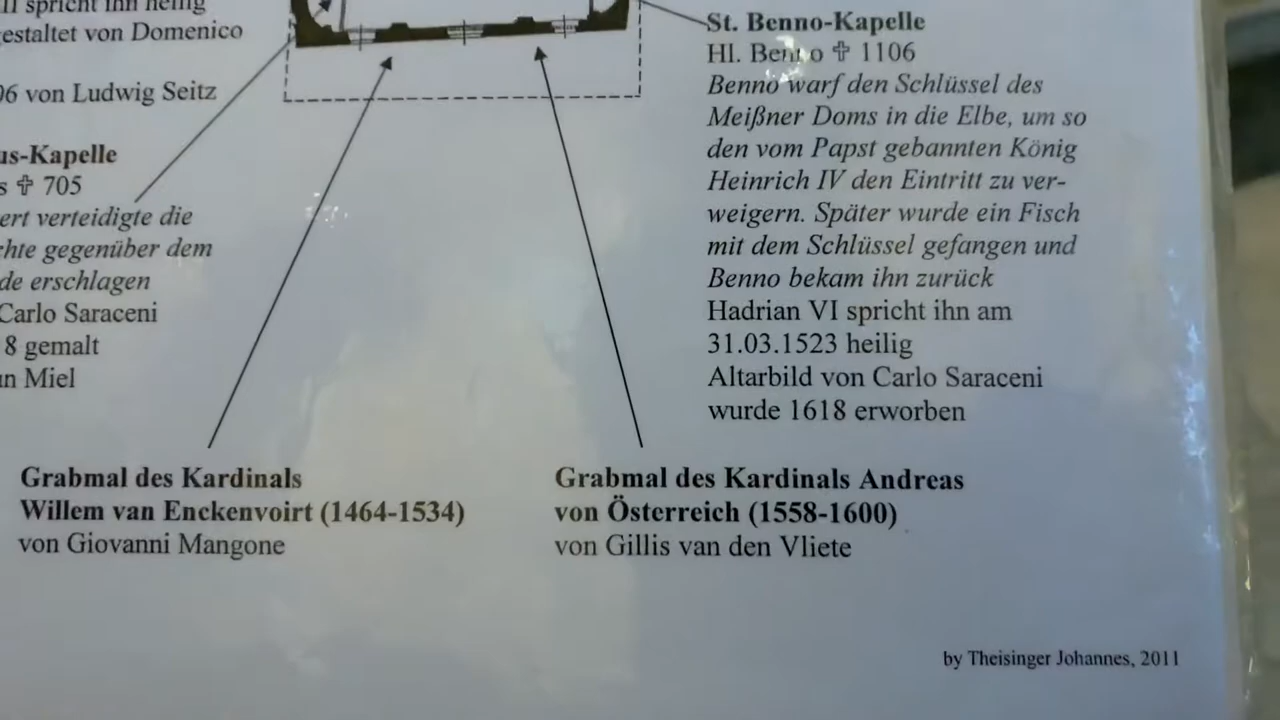 spricht ihn heilig
estaltet von Domenico
06 von Ludwig Seitz
us-Kapelle
s ✝ 705
ert verteidigte die
hte gegenüber dem
de erschlagen
Carlo Saraceni
8 gemalt
an Miel
St. Benno-Kapelle
Hl. Benno ✝ 1106
Benno warf den Schlüssel des
Meißner Doms in die Elbe, um so
den vom Papst gebannten König
Heinrich IV den Eintritt zu ver-
weigern. Später wurde ein Fisch
mit dem Schlüssel gefangen und
Benno bekam ihn zurück
Hadrian VI spricht ihn am
31.03.1523 heilig
Altarbild von Carlo Saraceni
wurde 1618 erworben
Grabmal des Kardinals
Willem van Enckenvoirt (1464-1534)
von Giovanni Mangone
Grabmal des Kardinals Andreas
von Österreich (1558-1600)
von Gillis van den Vliete
by Theisinger Johannes, 2011